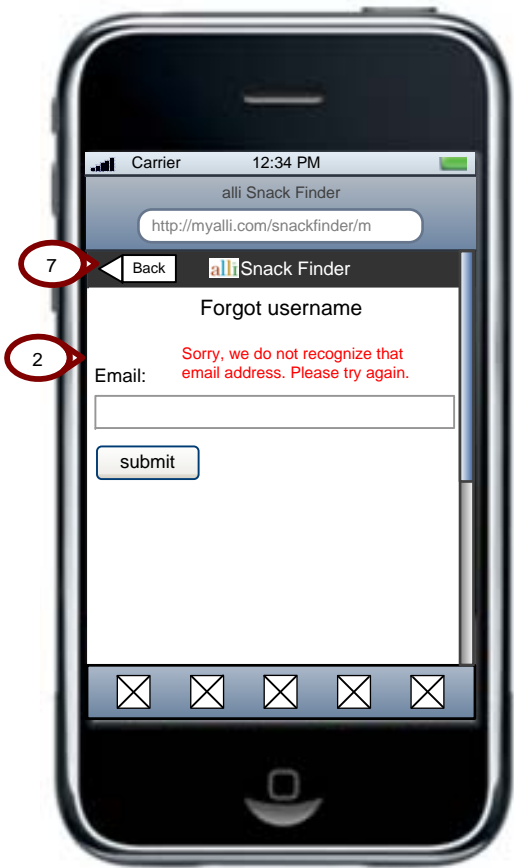 Carrier 12:34 PM
alli Snack Finder
http://myalli.com/snackfinder/m
7
Back alli Snack Finder
Forgot username
2
Sorry, we do not recognize that
email address. Please try again.
Email:
submit